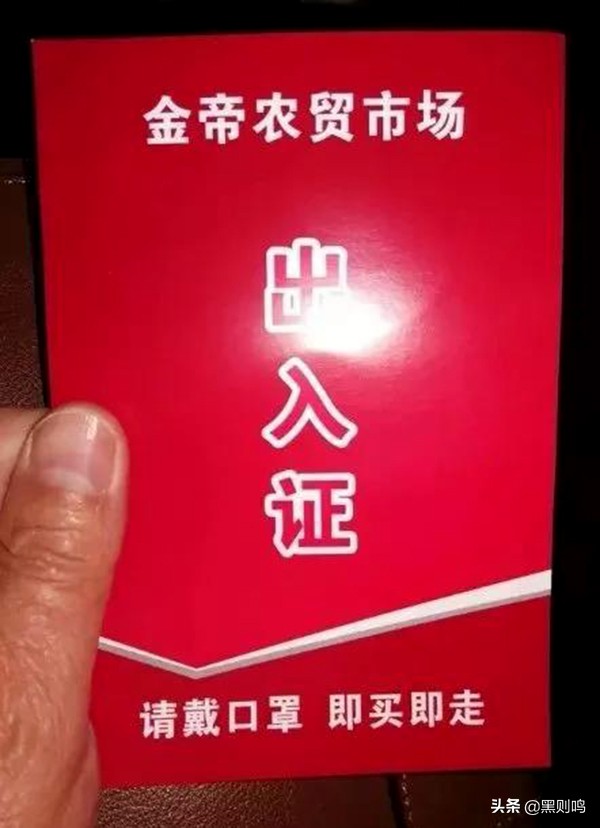 金帝农贸市场
出
入
证
请戴口罩 即买即走
头条 @黑则鸣